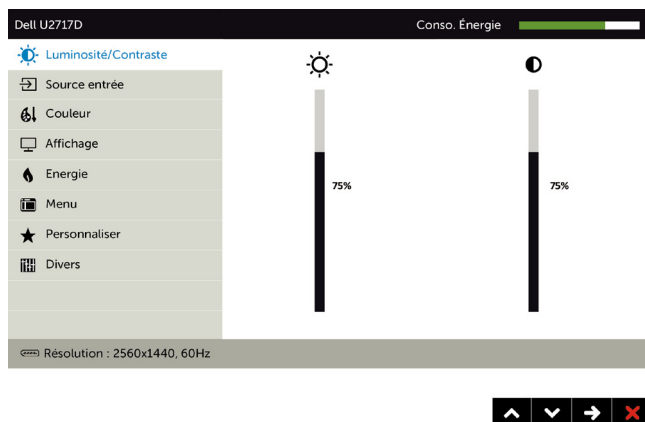 Dell U2717D
Conso. Énergie
Luminosité/Contraste
Source entrée
Couleur
Affichage
Energie
Menu
Personnaliser
Divers
75%
75%
Résolution : 2560x1440, 60Hz